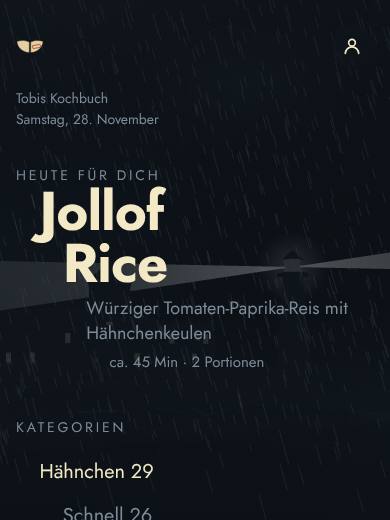 Tobis Kochbuch
Samstag, 28. November
HEUTE FÜR DICH
Jollof
Rice
Würziger Tomaten-Paprika-Reis mit
Hähnchenkeulen
ca. 45 Min · 2 Portionen
KATEGORIEN
Hähnchen 29
Schnell 26